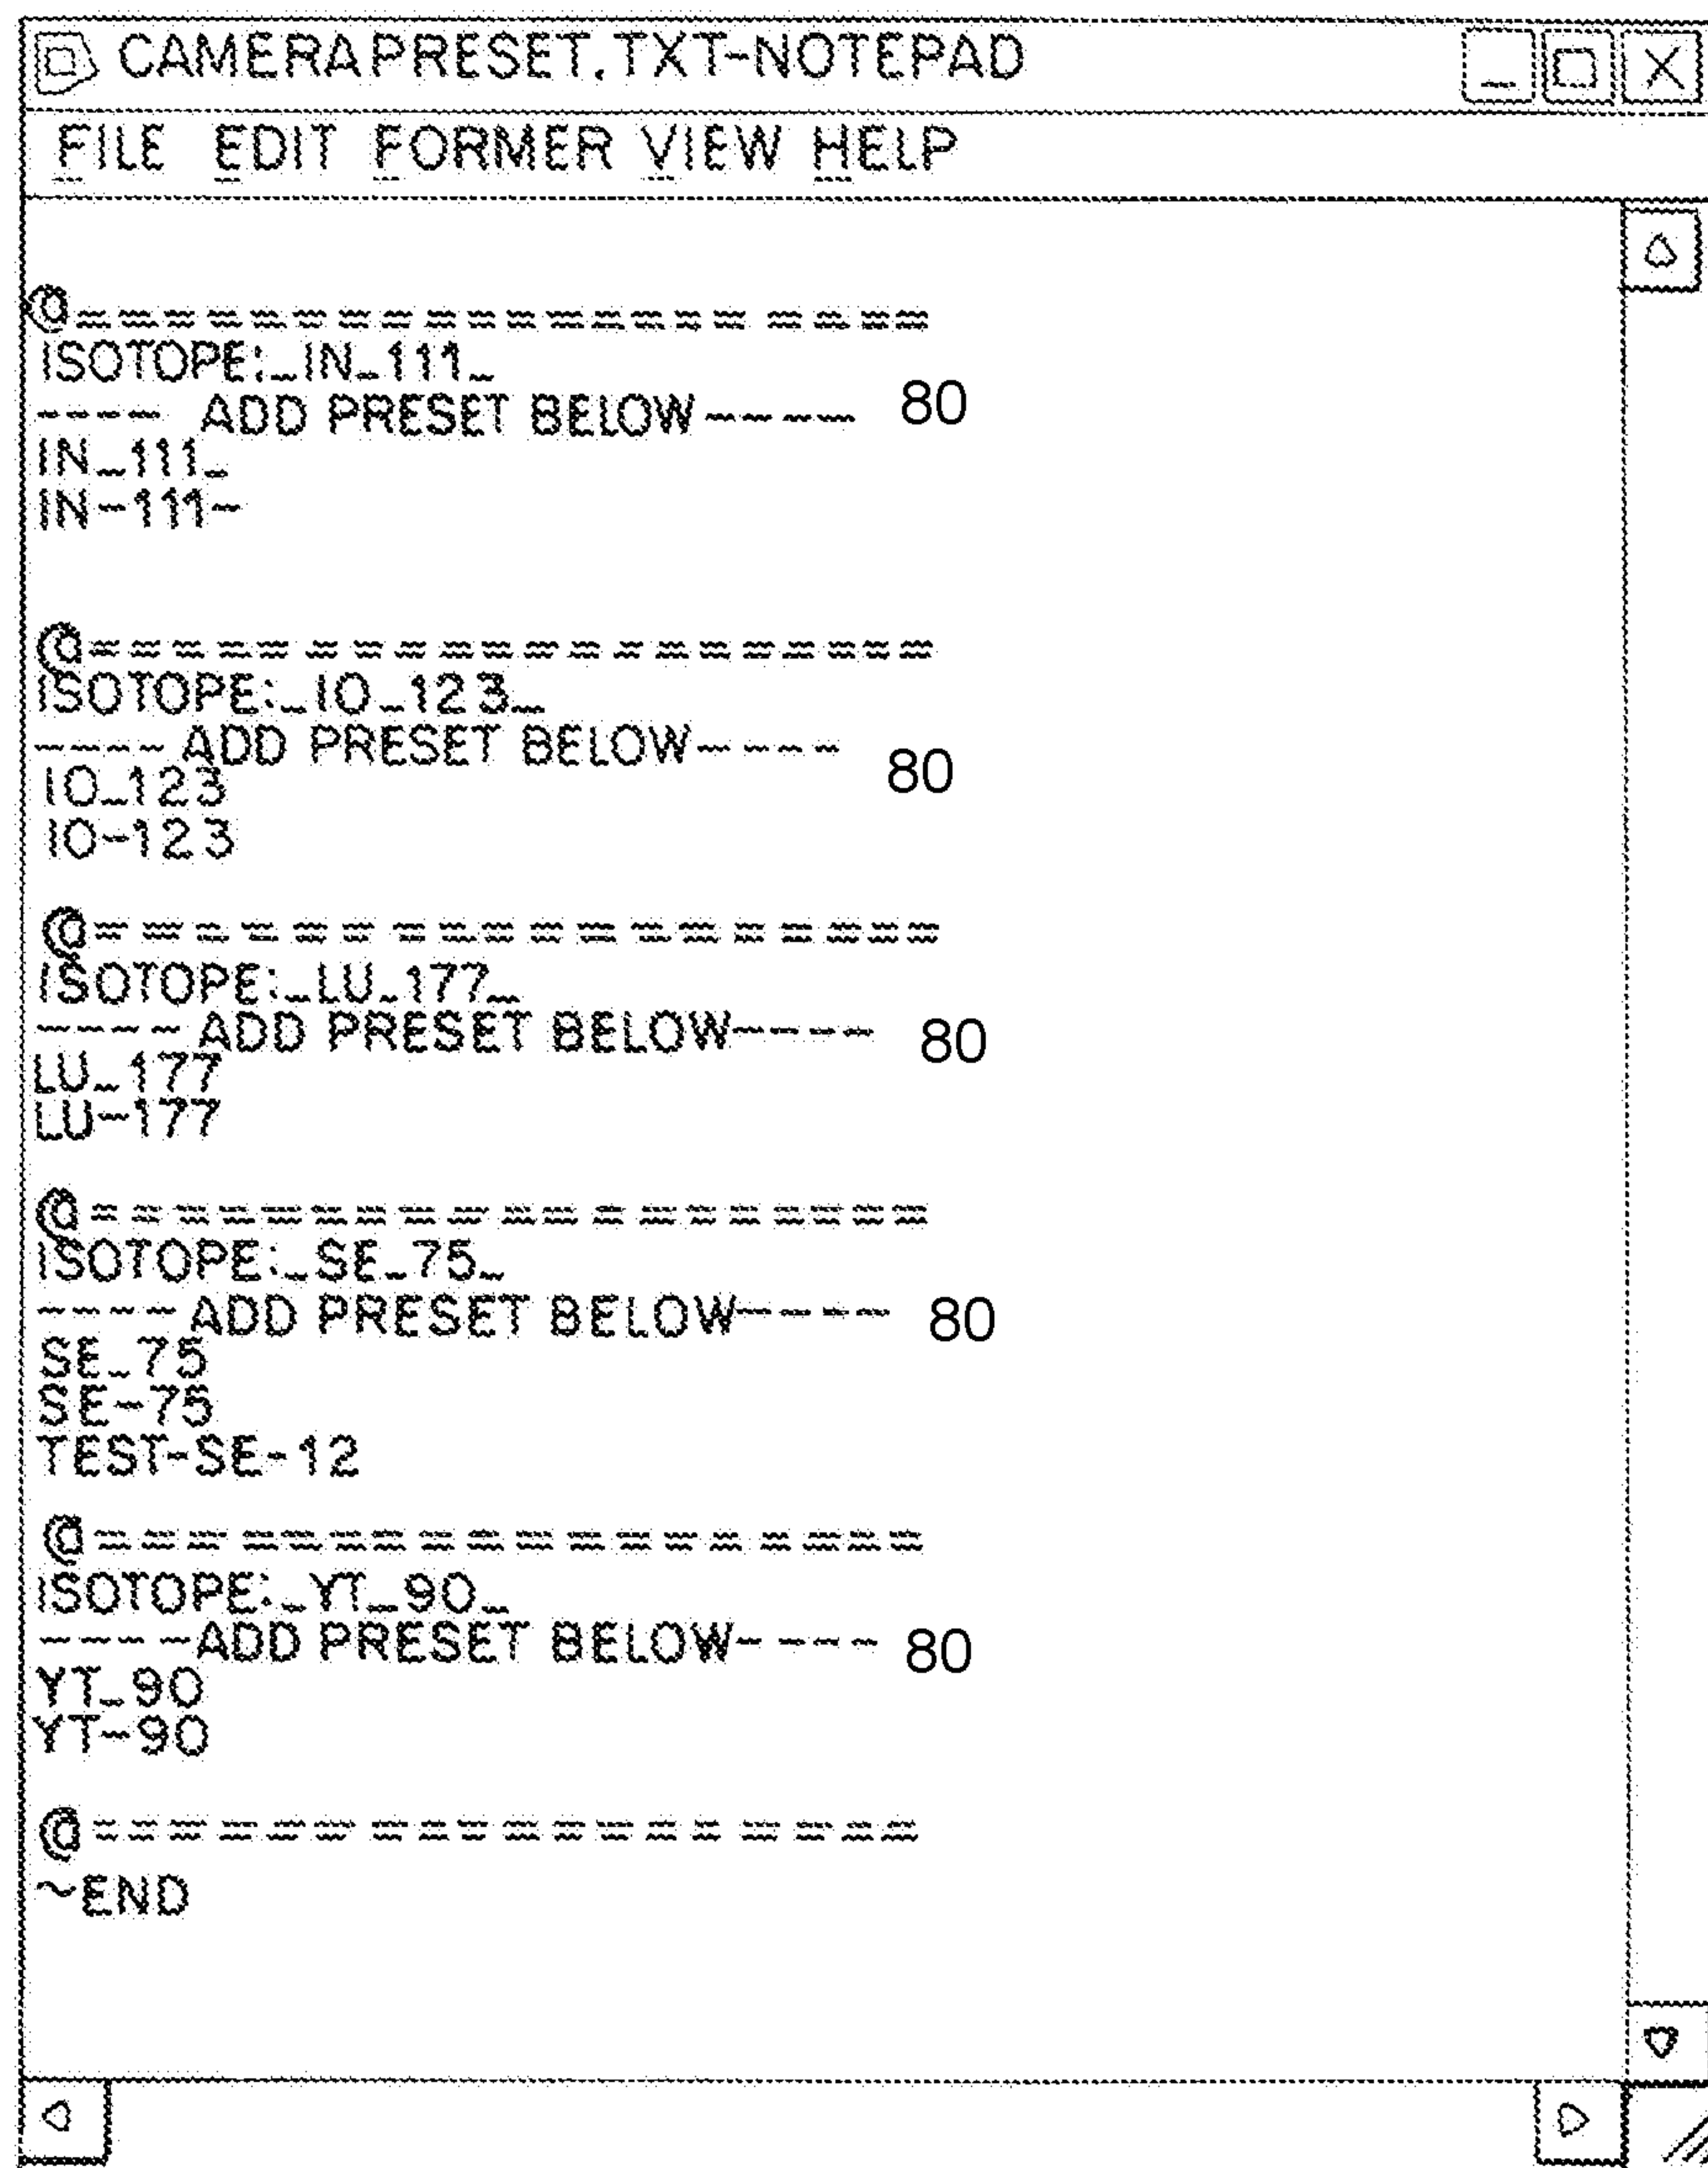 CAMERAPRESET.TXT-NOTEPAD
FILE EDIT FORMER VIEW HELP
@====================
ISOTOPE:_IN_111_
---- ADD PRESET BELOW---- 80
IN_111_
IN-111-
@===================
ISOTOPE:_IO_123_
----ADD PRESET BELOW---- 80
IO_123
IO-123
@==================
ISOTOPE:_LU_177_
----ADD PRESET BELOW---- 80
LU_177
LU-177
@==================
ISOTOPE:_SE_75_
----ADD PRESET BELOW---- 80
SE_75
SE-75
TEST-SE-12
@=================
ISOTOPE:_YT_90_
----ADD PRESET BELOW---- 80
YT_90
YT-90
@=================
~END